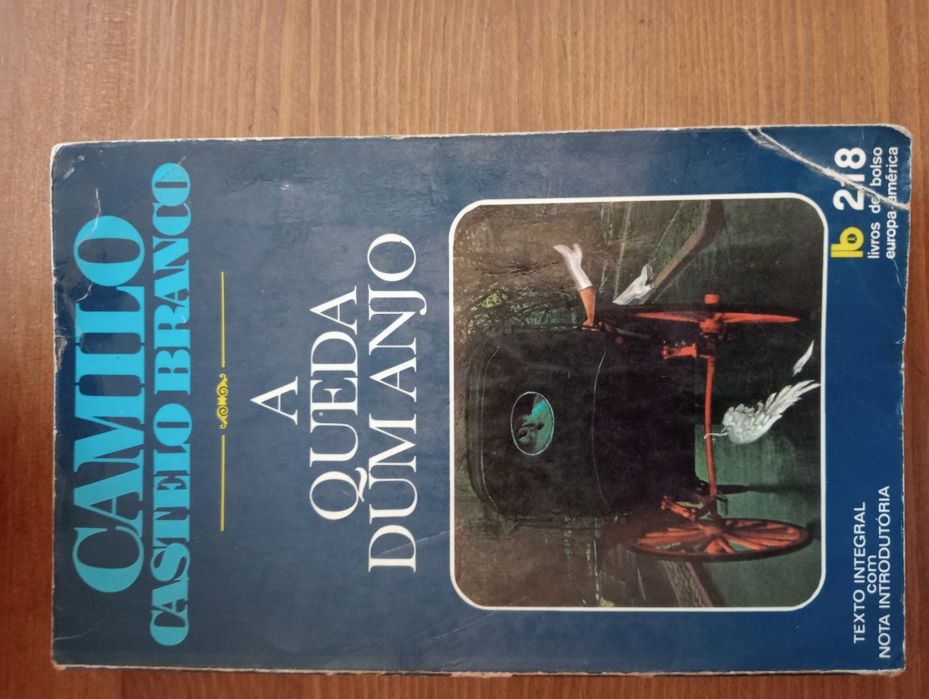 CAMILO
CASTELO BRANCO
A
QUEDA
DUM ANJO
TEXTO INTEGRAL
com
NOTA INTRODUTÓRIA
lb 218
livros de bolso
europa-américa